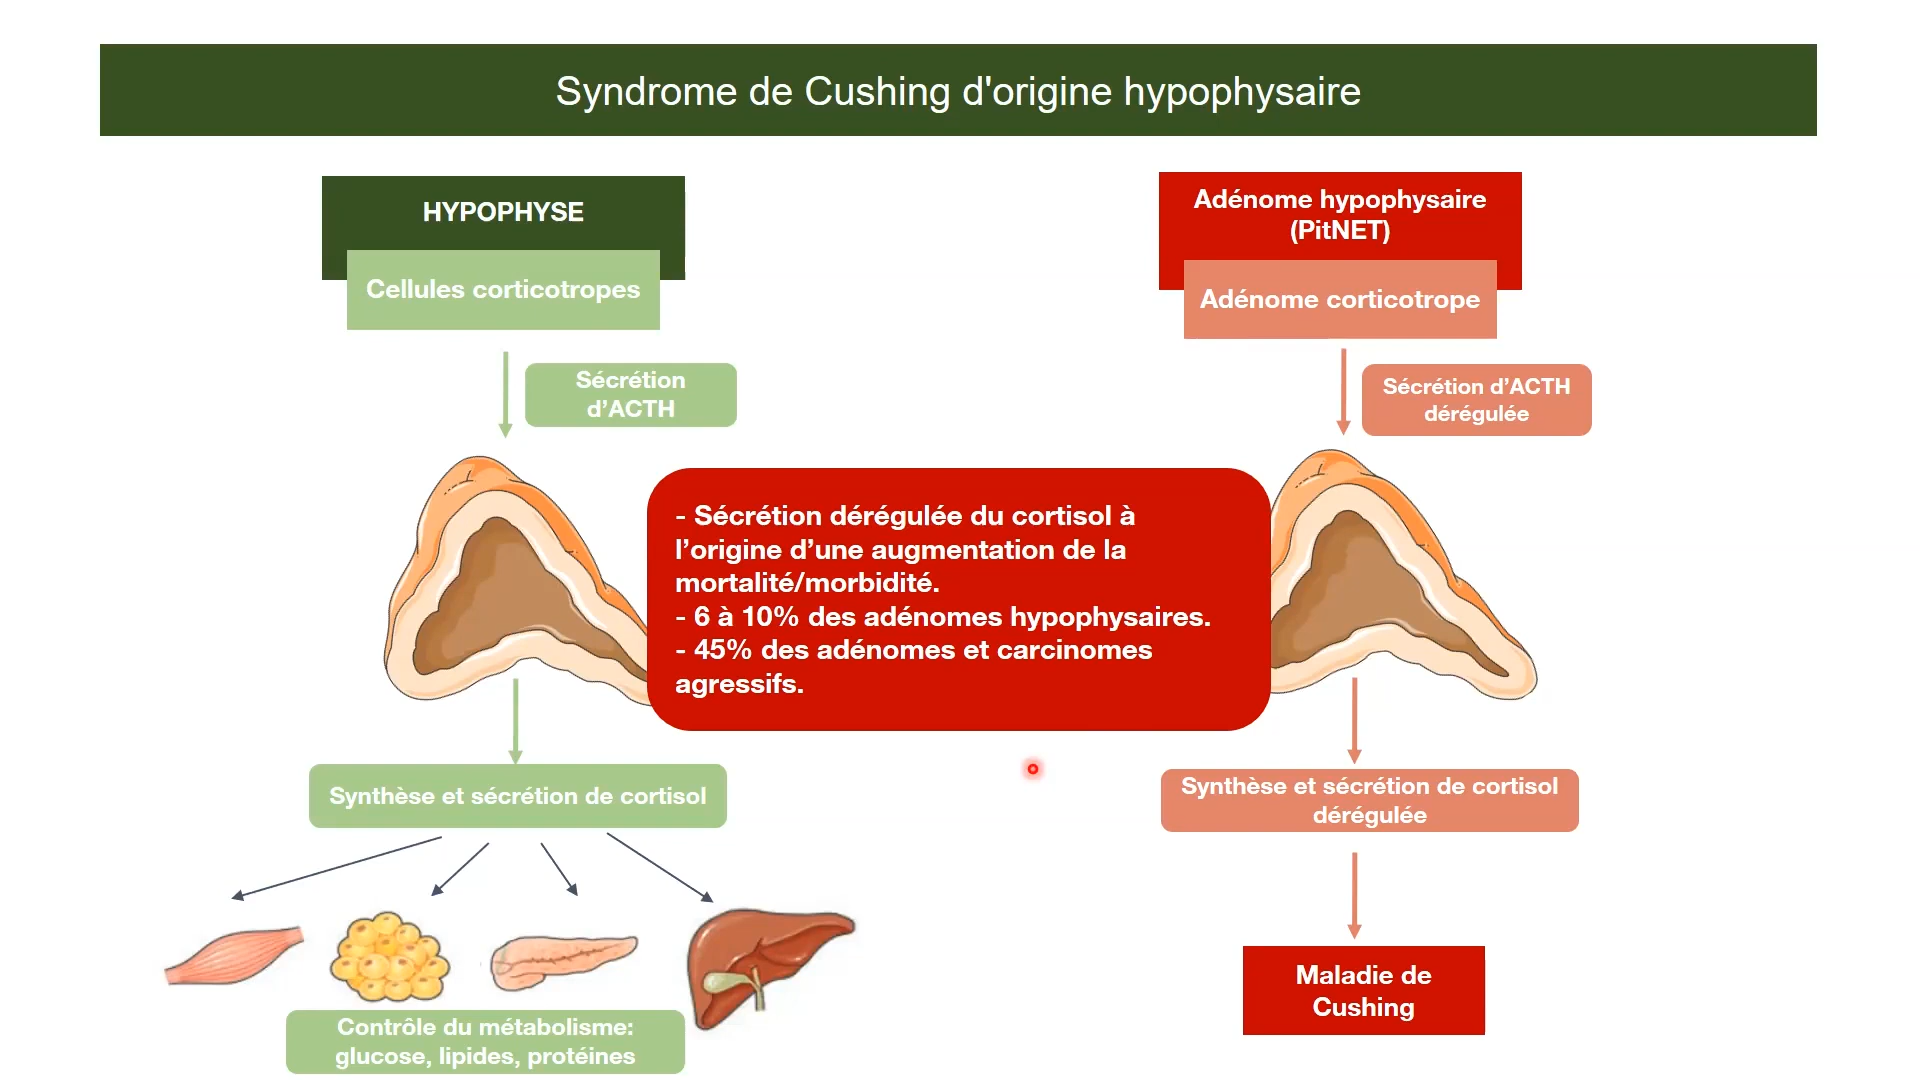 Syndrome de Cushing d'origine hypophysaire
HYPOPHYSE
Cellules corticotropes
Sécrétion
d’ACTH
Adénome hypophysaire
(PitNET)
Adénome corticotrope
Sécrétion d’ACTH
dérégulée
- Sécrétion dérégulée du cortisol à
l’origine d’une augmentation de la
mortalité/morbidité.
- 6 à 10% des adénomes hypophysaires.
- 45% des adénomes et carcinomes
agressifs.
Synthèse et sécrétion de cortisol
Contrôle du métabolisme:
glucose, lipides, protéines
Synthèse et sécrétion de cortisol
dérégulée
Maladie de
Cushing